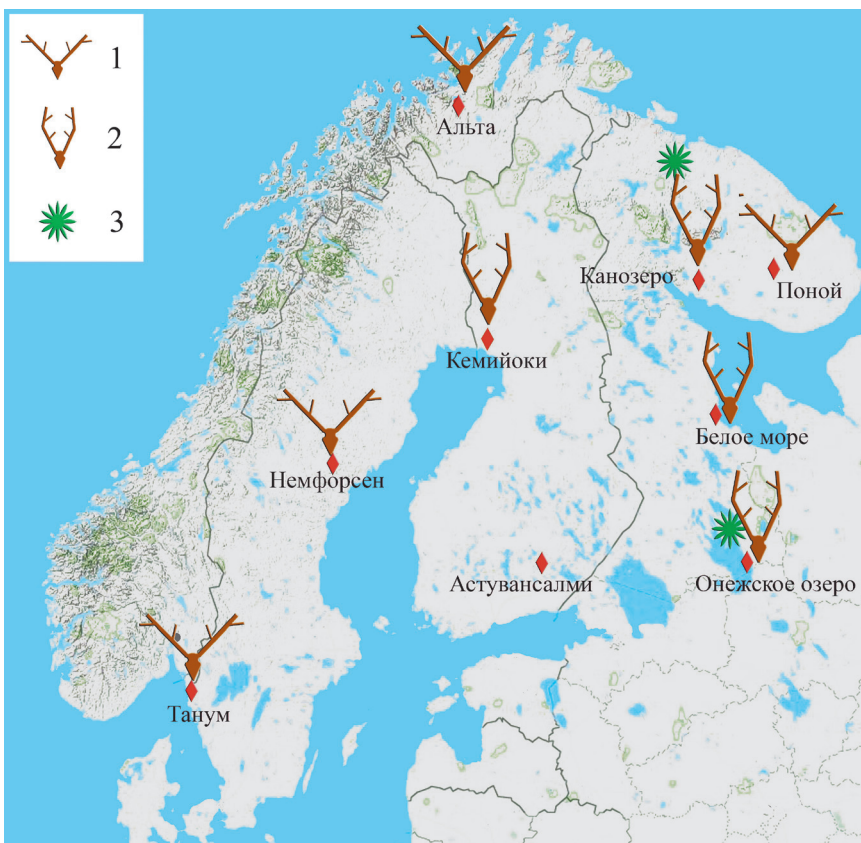 1
2
3
Альта
Канозеро
Поной
Кемийоки
Белое море
Немфорсен
Астувансалми
Онежское озеро
Танум